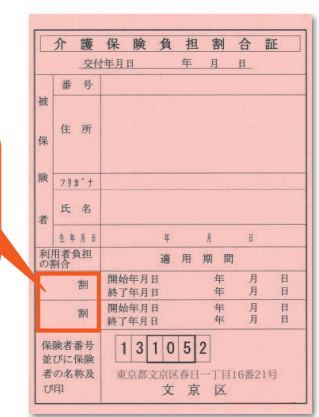 介護保険負担割合証
交付年月日 年 月 日
被保険者
番号
住所
フリガナ
氏名
生年月日 年 月 日
利用者負担の割合 適用期間
割 開始年月日 年 月 日
終了年月日 年 月 日
割 開始年月日 年 月 日
終了年月日 年 月 日
保険者番号
並びに保険
者の名称及
び印
131052
東京都文京区春日一丁目16番21号
文京区